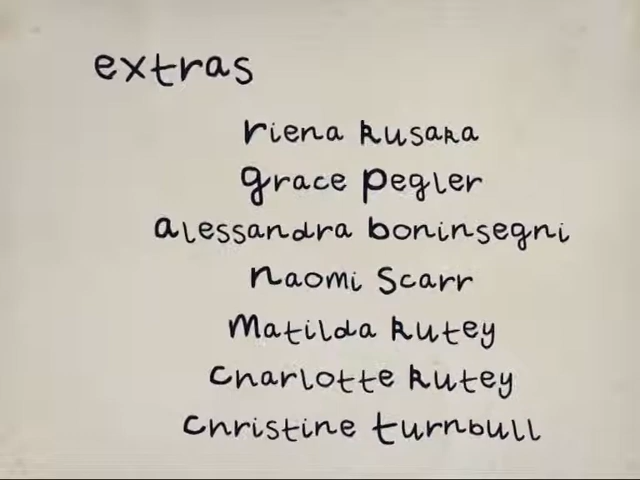 extras
riena kusaka
grace pegler
alessandra boninsegni
naomi scarr
matilda kutey
charlotte kutey
christine turnbull